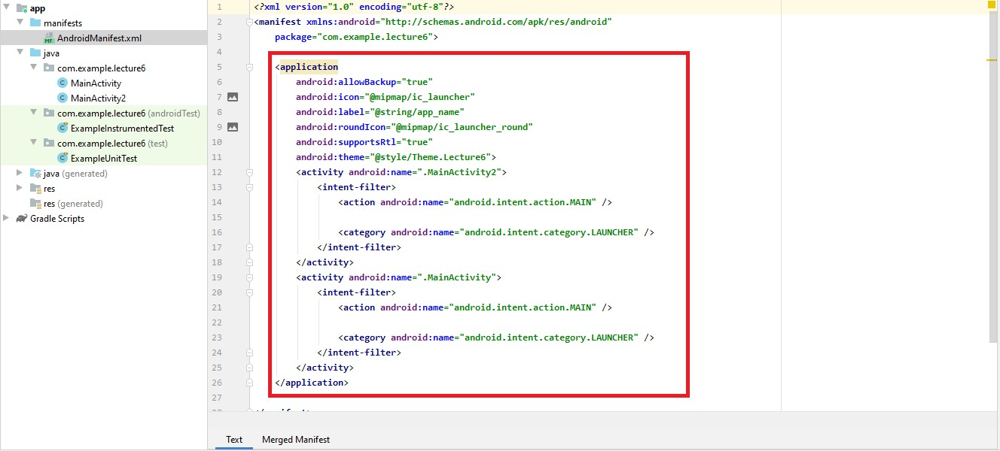 app
manifests
AndroidManifest.xml
java
com.example.lecture6
MainActivity
MainActivity2
com.example.lecture6 (androidTest)
ExampleInstrumentedTest
com.example.lecture6 (test)
ExampleUnitTest
java (generated)
res
res (generated)
Gradle Scripts
1 <?xml version="1.0" encoding="utf-8"?>
2 <manifest xmlns:android="http://schemas.android.com/apk/res/android"
3 package="com.example.lecture6">
4
5 <application
6 android:allowBackup="true"
7 android:icon="@mipmap/ic_launcher"
8 android:label="@string/app_name"
9 android:roundIcon="@mipmap/ic_launcher_round"
10 android:supportsRtl="true"
11 android:theme="@style/Theme.Lecture6">
12 <activity android:name=".MainActivity2">
13 <intent-filter>
14 <action android:name="android.intent.action.MAIN" />
15
16 <category android:name="android.intent.category.LAUNCHER" />
17 </intent-filter>
18 </activity>
19 <activity android:name=".MainActivity">
20 <intent-filter>
21 <action android:name="android.intent.action.MAIN" />
22
23 <category android:name="android.intent.category.LAUNCHER" />
24 </intent-filter>
25 </activity>
26 </application>
27
Text Merged Manifest